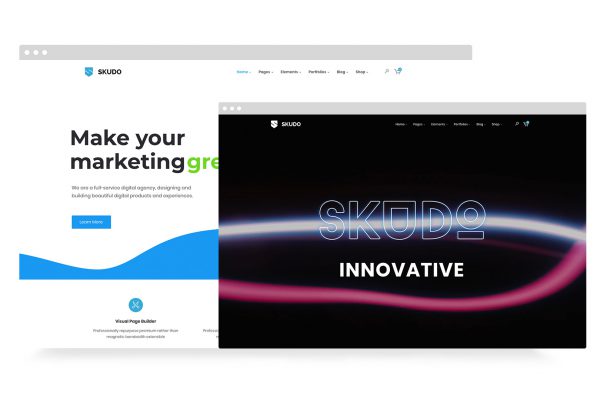 SKUDO
Home Pages Elements Portfolios Blog Shop
Make your
marketing gre
We are a full-service digital agency, designing and
building beautiful digital products and experiences.
Learn More
Visual Page Builder
Professionally repurpose premium rather than
magnetic bandwidth extensible
Profess
SKUDO
Home Pages Elements Portfolios Blog Shop
SKUDO
INNOVATIVE